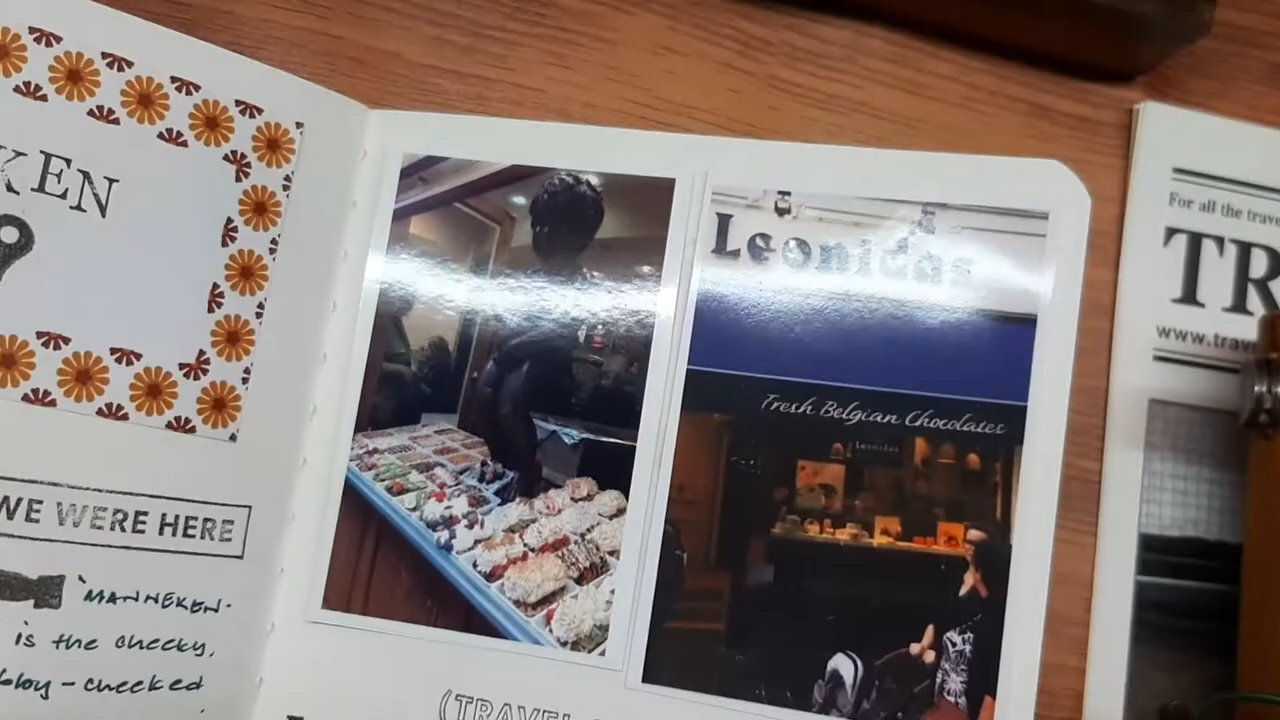 KEN
WE WERE HERE
"MANNEKEN-
is the cheeky,
-cheeked
Leonidas
Fresh Belgian Chocolates
Leonidas
(TRAVEL
For all the trave
TR
www.trave